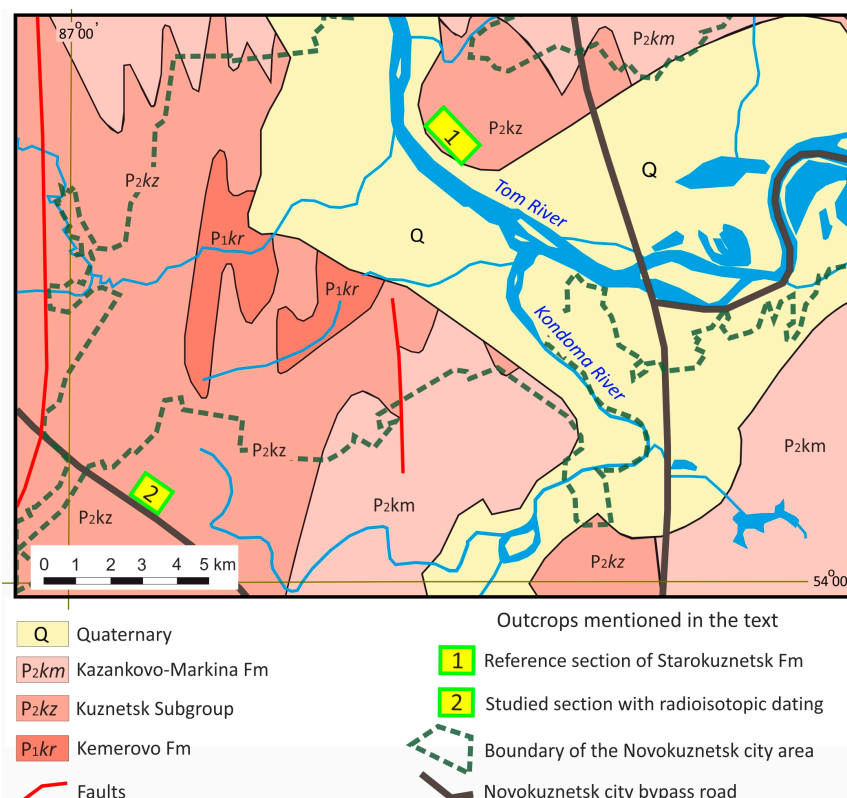 87°00'
P₂km
P₂kz
1
Q
P₂kz
Tom River
P₁kr
Q
P₁kr
Kondoma River
P₂kz
P₂km
2
P₂km
P₂kz
P₂kz
0 1 2 3 4 5 km
54°00
Q Quaternary
P₂km Kazankovo-Markina Fm
P₂kz Kuznetsk Subgroup
P₁kr Kemerovo Fm
Faults
Outcrops mentioned in the text
1 Reference section of Starokuznetsk Fm
2 Studied section with radioisotopic dating
Boundary of the Novokuznetsk city area
Novokuznetsk city bypass road